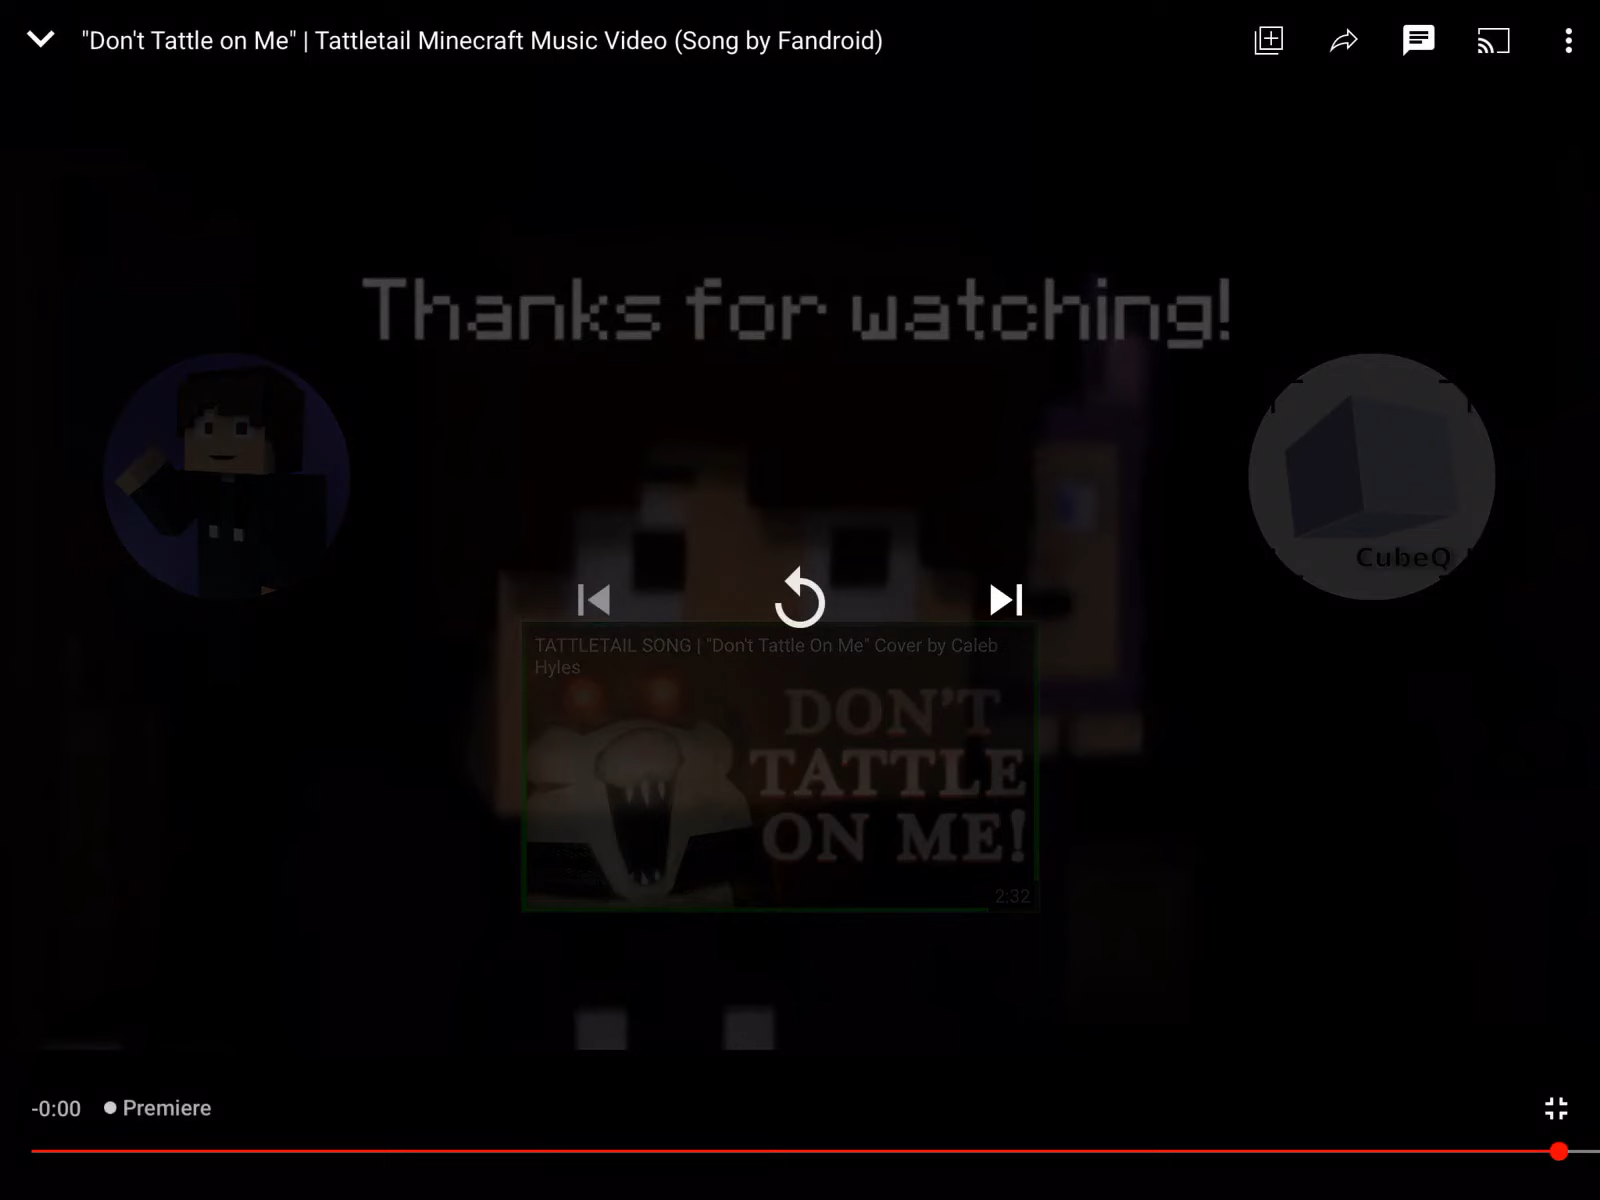 "Don't Tattle on Me" | Tattletail Minecraft Music Video (Song by Fandroid)
Thanks for watching!
CubeQ
TATTLETAIL SONG | "Don't Tattle On Me" Cover by Caleb
Hyles
DON'T
TATTLE
ON ME!
2:32
-0:00 ● Premiere